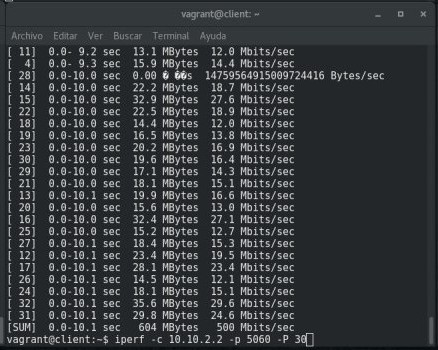 vagrant@client: ~
Archivo Editar Ver Buscar Terminal Ayuda
[ 11] 0.0- 9.2 sec 13.1 MBytes 12.0 Mbits/sec
[ 4] 0.0- 9.3 sec 15.9 MBytes 14.4 Mbits/sec
[ 28] 0.0-10.0 sec 0.00 � ��s 14759564915009724416 Bytes/sec
[ 14] 0.0-10.0 sec 22.2 MBytes 18.7 Mbits/sec
[ 15] 0.0-10.0 sec 32.9 MBytes 27.6 Mbits/sec
[ 22] 0.0-10.0 sec 22.5 MBytes 18.9 Mbits/sec
[ 18] 0.0-10.0 sec 14.4 MBytes 12.0 Mbits/sec
[ 19] 0.0-10.0 sec 16.5 MBytes 13.8 Mbits/sec
[ 23] 0.0-10.0 sec 20.2 MBytes 16.9 Mbits/sec
[ 30] 0.0-10.0 sec 19.6 MBytes 16.4 Mbits/sec
[ 29] 0.0-10.0 sec 17.1 MBytes 14.3 Mbits/sec
[ 21] 0.0-10.0 sec 18.1 MBytes 15.1 Mbits/sec
[ 13] 0.0-10.1 sec 19.9 MBytes 16.6 Mbits/sec
[ 20] 0.0-10.0 sec 15.6 MBytes 13.0 Mbits/sec
[ 16] 0.0-10.0 sec 32.4 MBytes 27.1 Mbits/sec
[ 25] 0.0-10.0 sec 15.2 MBytes 12.7 Mbits/sec
[ 27] 0.0-10.1 sec 18.4 MBytes 15.3 Mbits/sec
[ 12] 0.0-10.1 sec 23.4 MBytes 19.5 Mbits/sec
[ 17] 0.0-10.1 sec 28.1 MBytes 23.4 Mbits/sec
[ 26] 0.0-10.1 sec 14.5 MBytes 12.1 Mbits/sec
[ 24] 0.0-10.1 sec 18.1 MBytes 15.1 Mbits/sec
[ 32] 0.0-10.1 sec 35.6 MBytes 29.6 Mbits/sec
[ 31] 0.0-10.1 sec 29.8 MBytes 24.6 Mbits/sec
[SUM] 0.0-10.1 sec 604 MBytes 500 Mbits/sec
vagrant@client:~$ iperf -c 10.10.2.2 -p 5060 -P 30